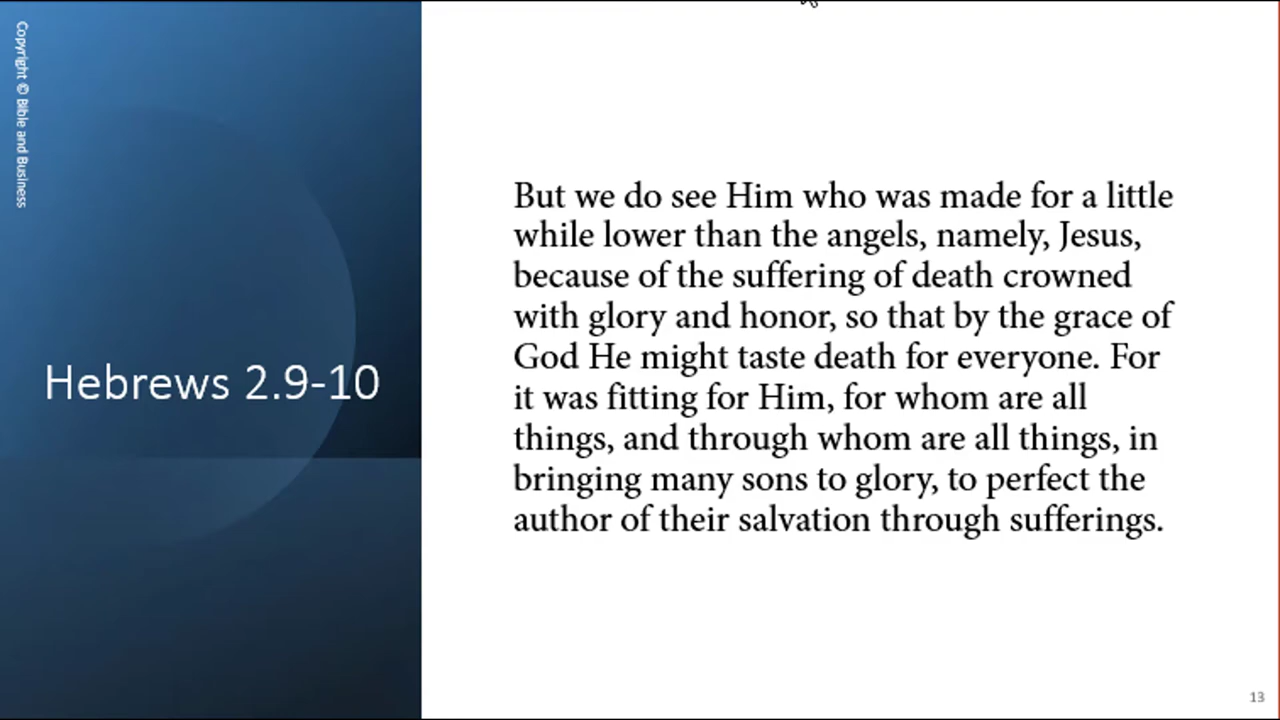 Copyright © Bible and Business
Hebrews 2.9-10
But we do see Him who was made for a little
while lower than the angels, namely, Jesus,
because of the suffering of death crowned
with glory and honor, so that by the grace of
God He might taste death for everyone. For
it was fitting for Him, for whom are all
things, and through whom are all things, in
bringing many sons to glory, to perfect the
author of their salvation through sufferings.
13